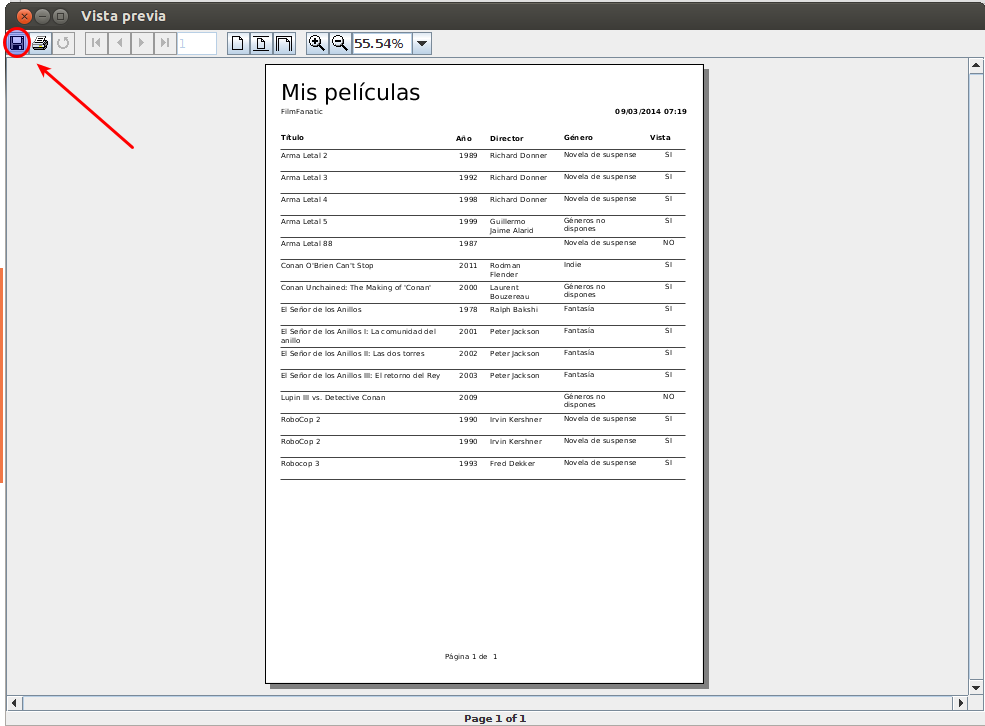 Vista previa
1
55.54%
Mis películas
FilmFanatic 09/03/2014 07:19
Título Año Director Género Vista
Arma Letal 2 1989 Richard Donner Novela de suspense SI
Arma Letal 3 1992 Richard Donner Novela de suspense SI
Arma Letal 4 1998 Richard Donner Novela de suspense SI
Arma Letal 5 1999 Guillermo Géneros no SI
Jaime Alarid dispones
Arma Letal 88 1987 Novela de suspense NO
Conan O'Brien Can't Stop 2011 Rodman Indie SI
Flender
Conan Unchained: The Making of 'Conan' 2000 Laurent Géneros no SI
Bouzereau dispones
El Señor de los Anillos 1978 Ralph Bakshi Fantasía SI
El Señor de los Anillos I: La comunidad del 2001 Peter Jackson Fantasía SI
anillo
El Señor de los Anillos II: Las dos torres 2002 Peter Jackson Fantasía SI
El Señor de los Anillos III: El retorno del Rey 2003 Peter Jackson Fantasía SI
Lupin III vs. Detective Conan 2009 Géneros no NO
dispones
RoboCop 2 1990 Irvin Kershner Novela de suspense SI
RoboCop 2 1990 Irvin Kershner Novela de suspense SI
Robocop 3 1993 Fred Dekker Novela de suspense SI
Página 1 de 1
Page 1 of 1